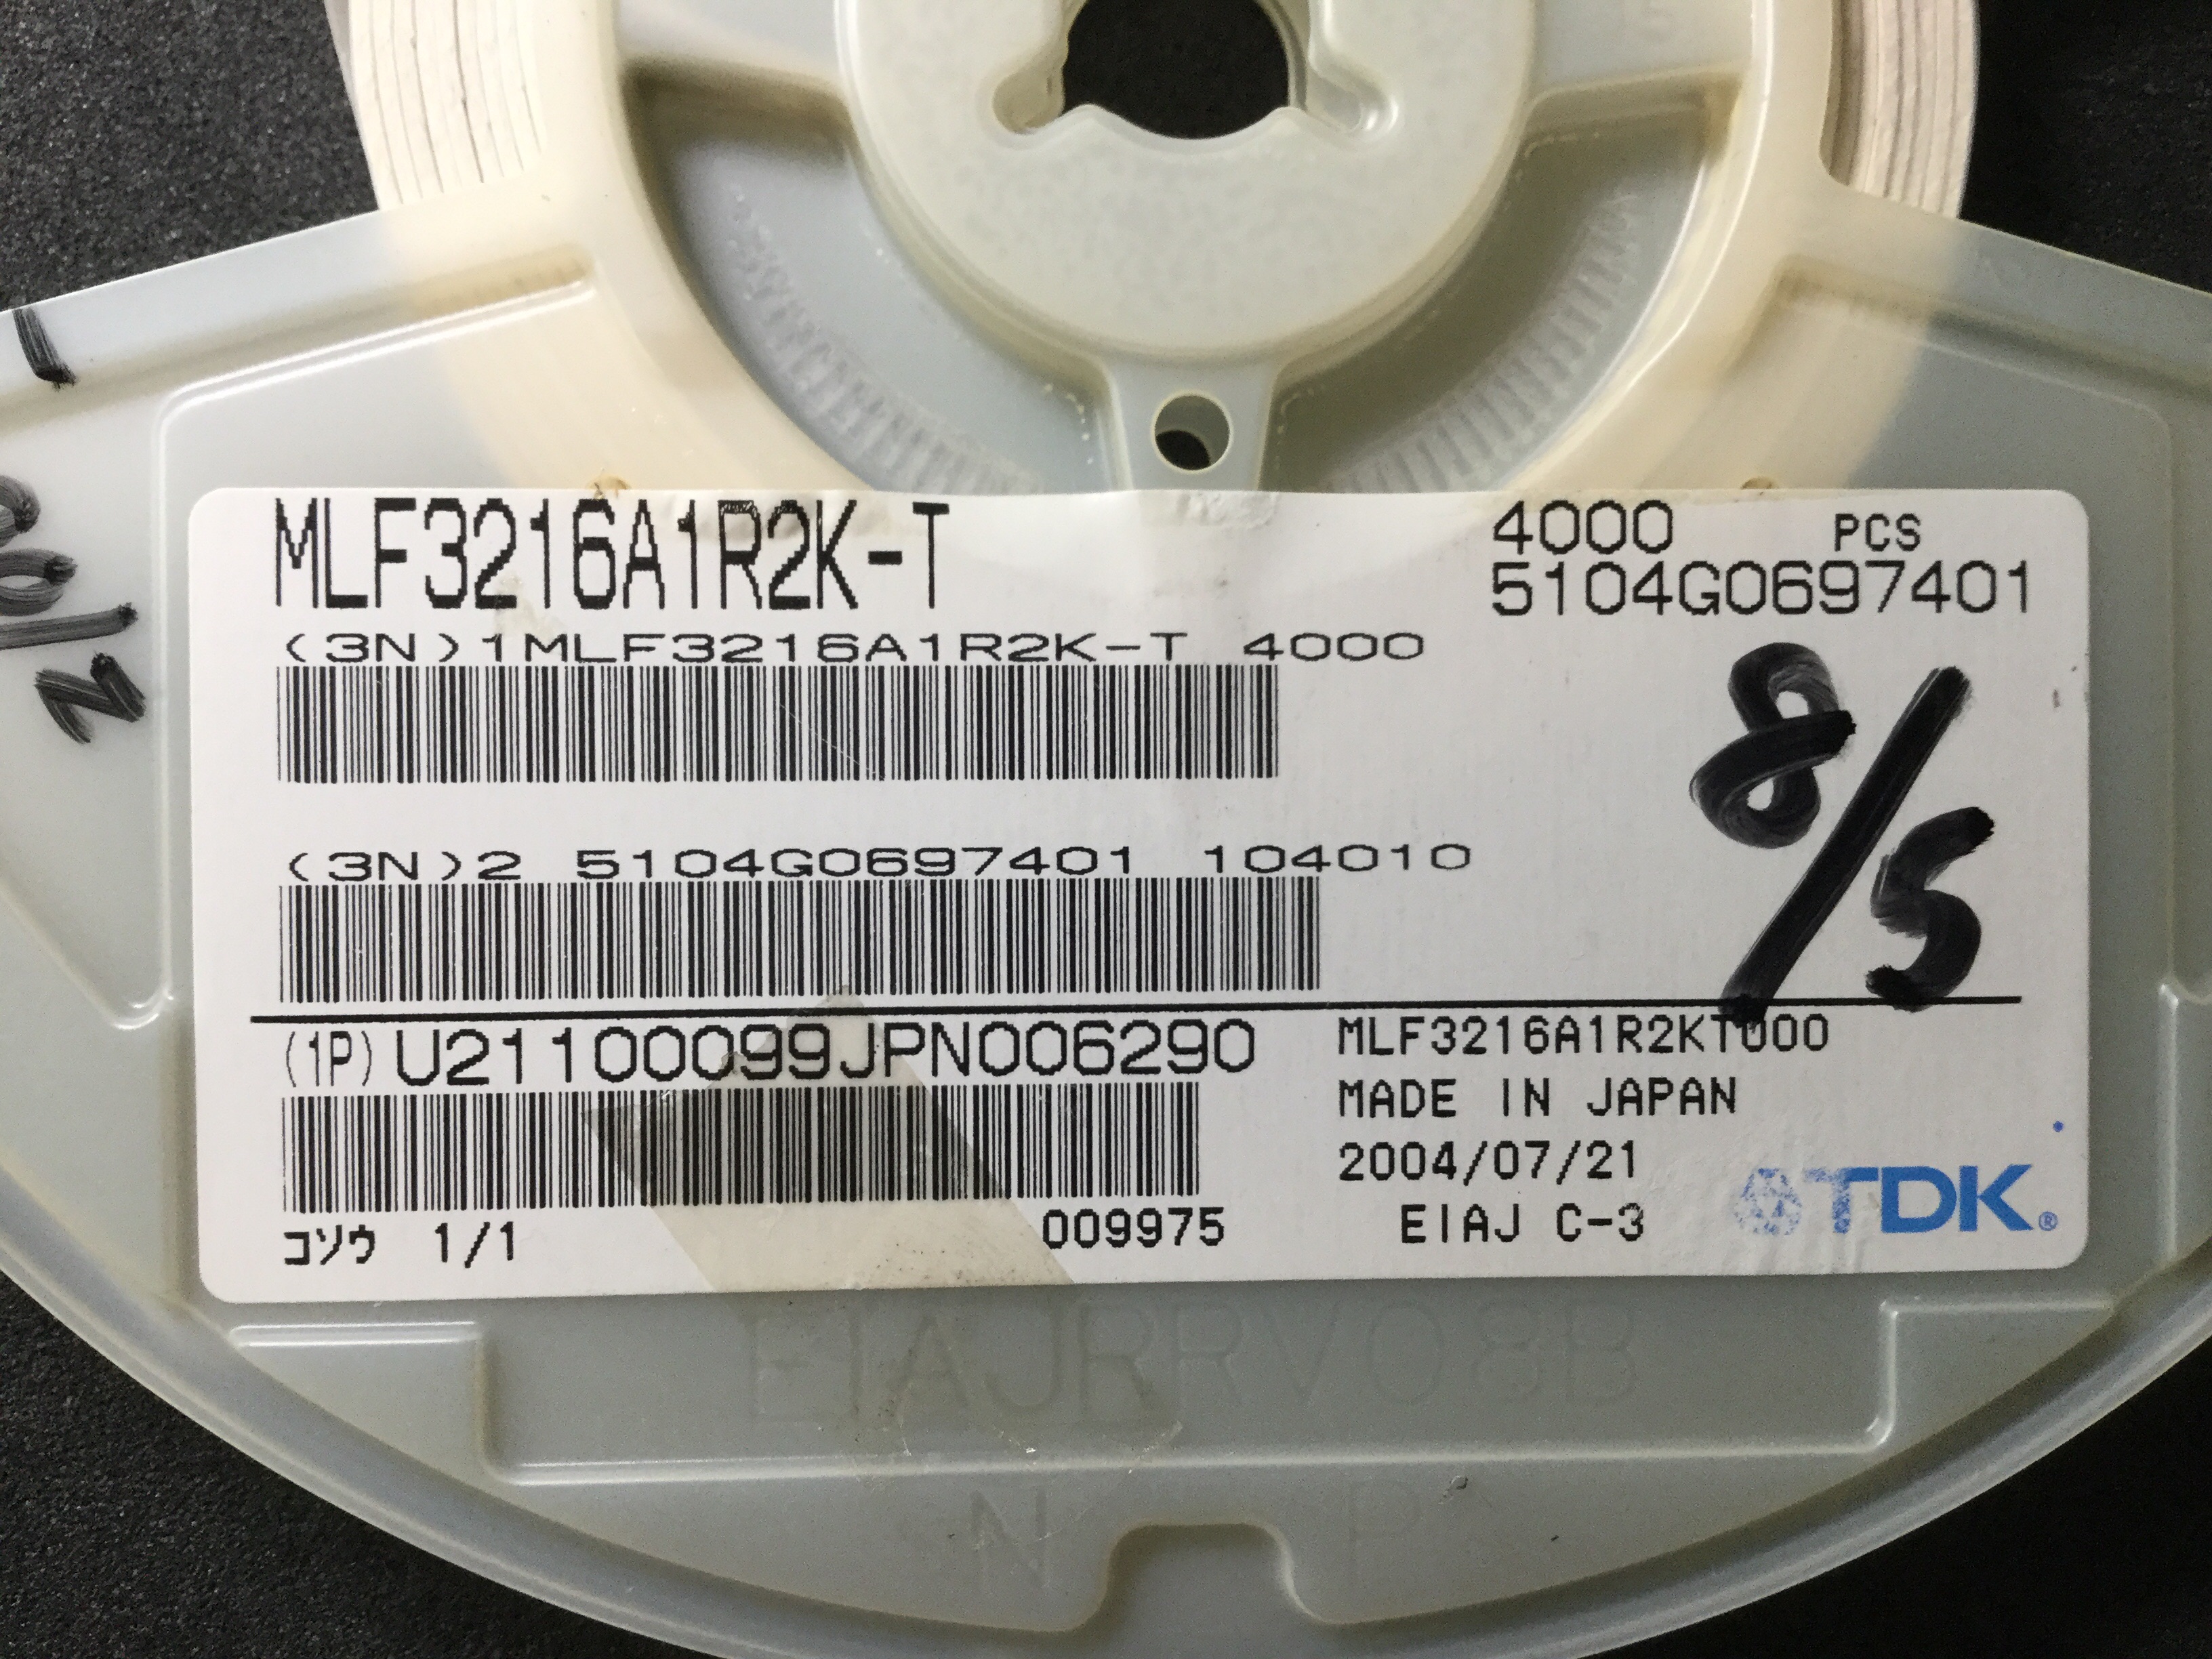 MLF3216A1R2K-T
4000 PCS
5104G0697401
(3N)1MLF3216A1R2K-T 4000
8/5
(3N)2 5104G0697401 104010
(1P)U21100099JPN006290
MLF3216A1R2KT000
MADE IN JAPAN
2004/07/21
コソウ 1/1
009975
EIAJ C-3
TDK®
EIAJRRV08B
N P